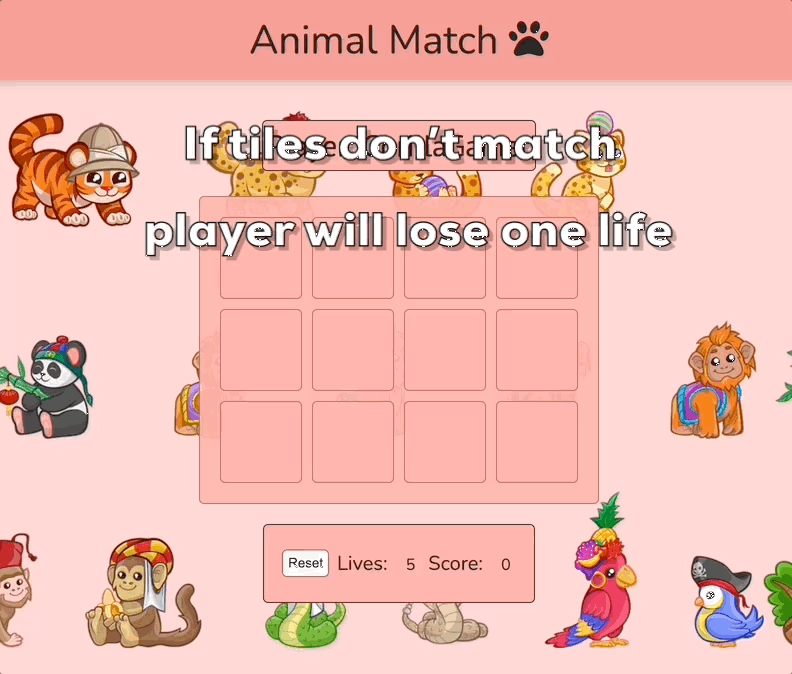 Animal Match
If tiles don't match
player will lose one life
Reset Lives: 5 Score: 0